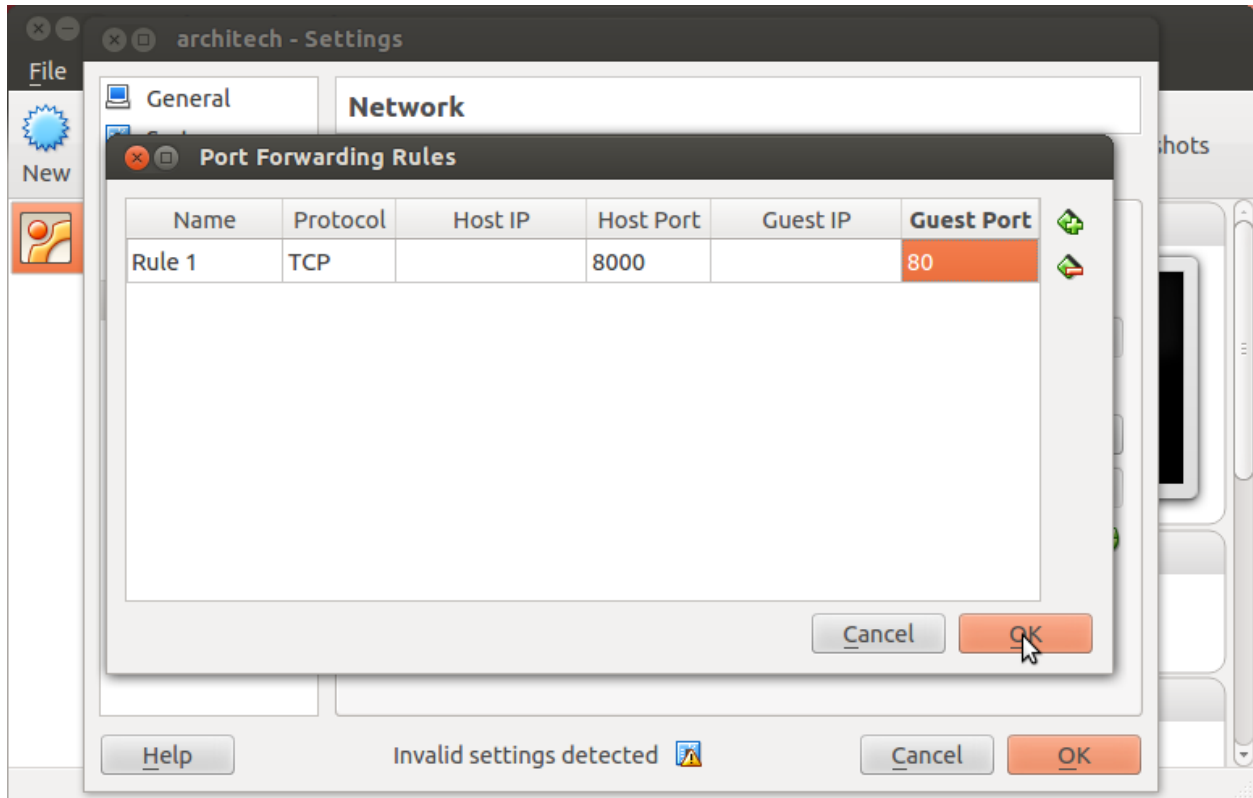 architech - Settings
File
General
Network
New
shots
Port Forwarding Rules
Name Protocol Host IP Host Port Guest IP Guest Port
Rule 1 TCP 8000 80
Cancel OK
Help Invalid settings detected Cancel OK